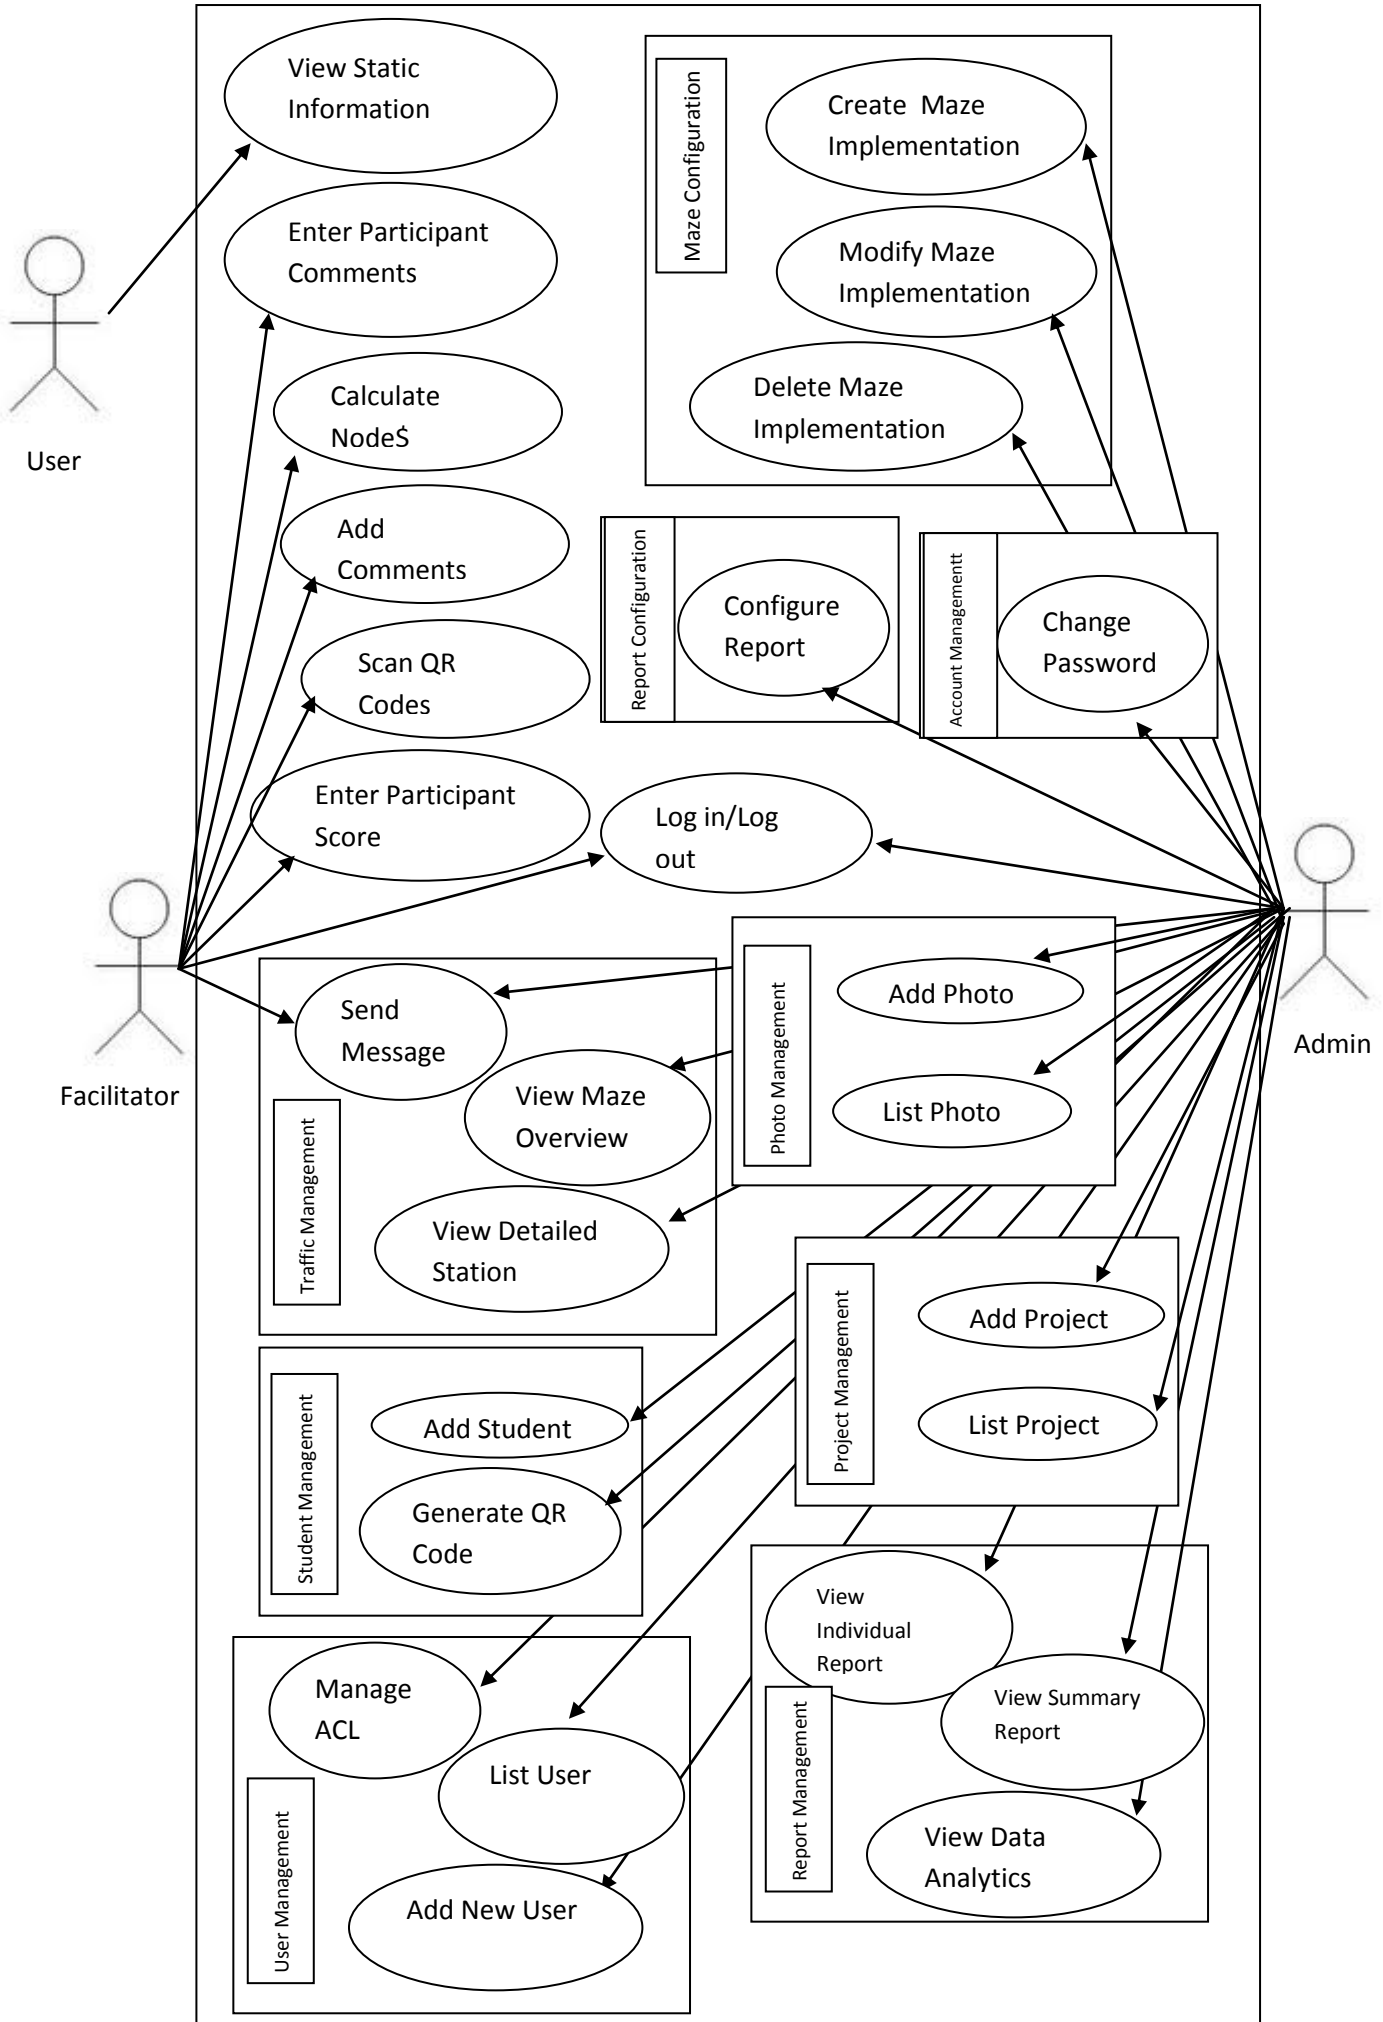 View Static
Information
Enter Participant
Comments
Calculate
Node$
Add
Comments
Scan QR
Codes
Enter Participant
Score
Log in/Log
out
User
Facilitator
Admin
Maze Configuration
Create Maze
Implementation
Modify Maze
Implementation
Delete Maze
Implementation
Report Configuration
Configure
Report
Account Managementt
Change
Password
Traffic Management
Send
Message
View Maze
Overview
View Detailed
Station
Photo Management
Add Photo
List Photo
Student Management
Add Student
Generate QR
Code
Project Management
Add Project
List Project
User Management
Manage
ACL
List User
Add New User
Report Management
View
Individual
Report
View Summary
Report
View Data
Analytics